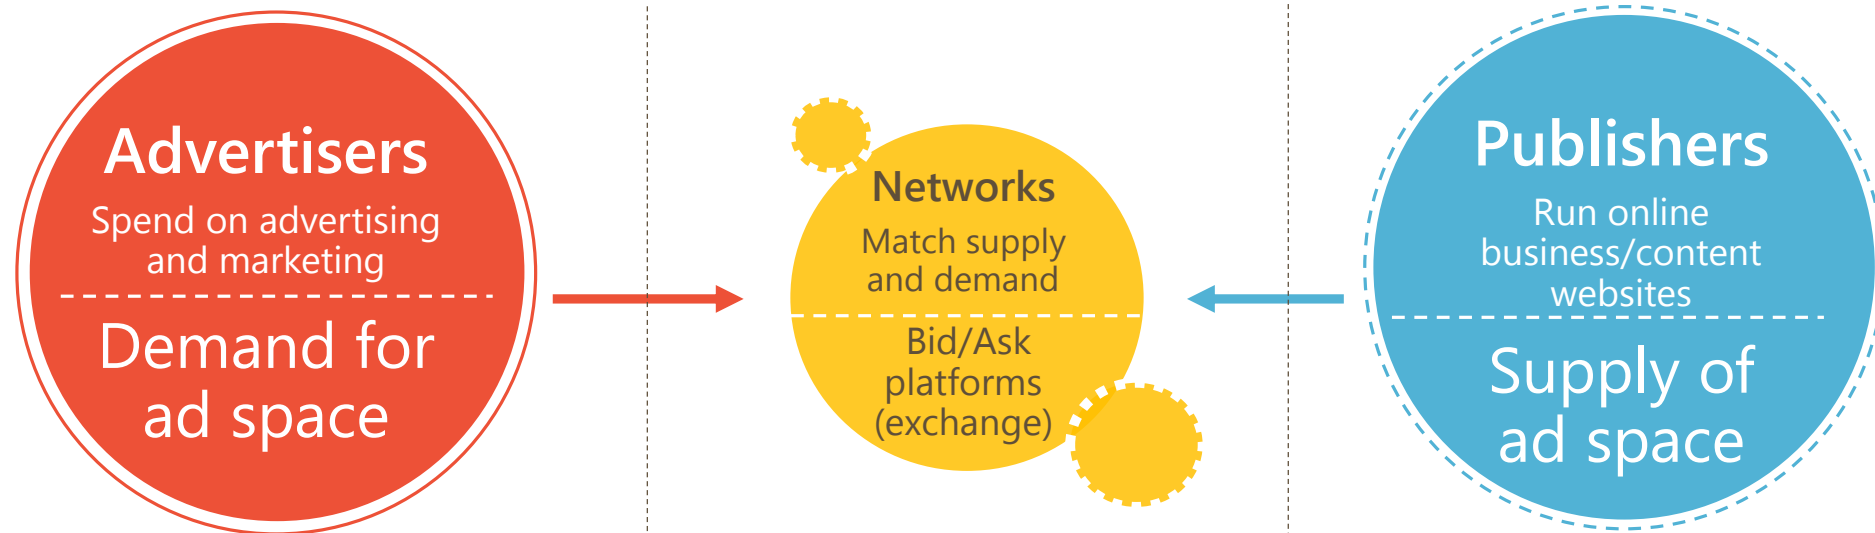 Advertisers
Spend on advertising
and marketing
Demand for
ad space
Networks
Match supply
and demand
Bid/Ask
platforms
(exchange)
Publishers
Run online
business/content
websites
Supply of
ad space